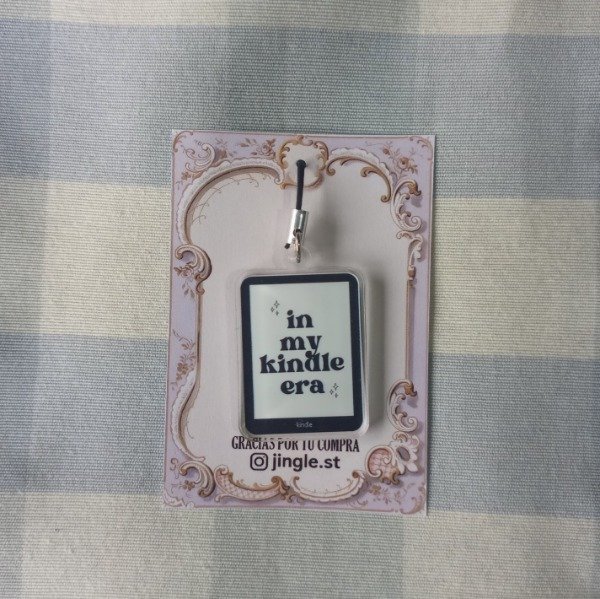 in
my
kindle
era
kindle
GRACIAS POR TU COMPRA
jingle.st